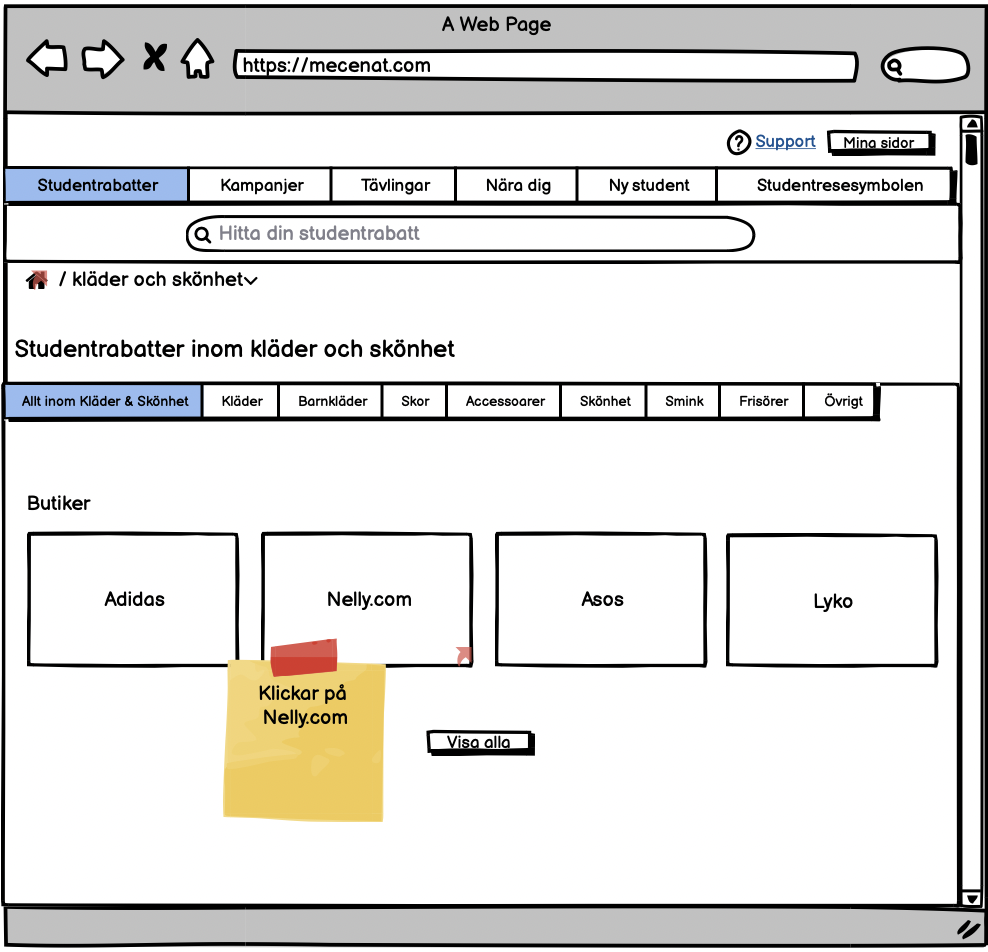 A Web Page
https://mecenat.com
Support
Mina sidor
Studentrabatter
Kampanjer
Tävlingar
Nära dig
Ny student
Studentresesymbolen
Hitta din studentrabatt
/ kläder och skönhet
Studentrabatter inom kläder och skönhet
Allt inom Kläder & Skönhet
Kläder
Barnkläder
Skor
Accessoarer
Skönhet
Smink
Frisörer
Övrigt
Butiker
Adidas
Nelly.com
Asos
Lyko
Klickar på
Nelly.com
Visa alla